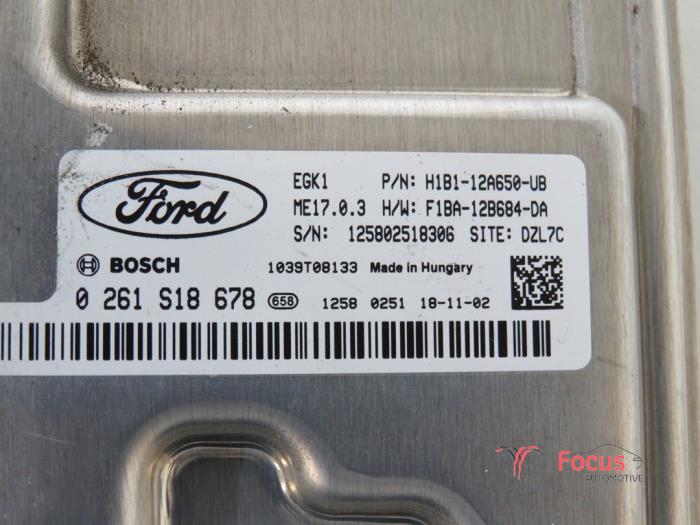 Ford
EGK1 P/N: H1B1-12A650-UB
ME17.0.3 H/W: F1BA-12B684-DA
S/N: 125802518306 SITE: DZL7C
BOSCH 1039T08133 Made in Hungary
0 261 S18 678 658 1258 0251 18-11-02
Focus
AUTOMOTIVE